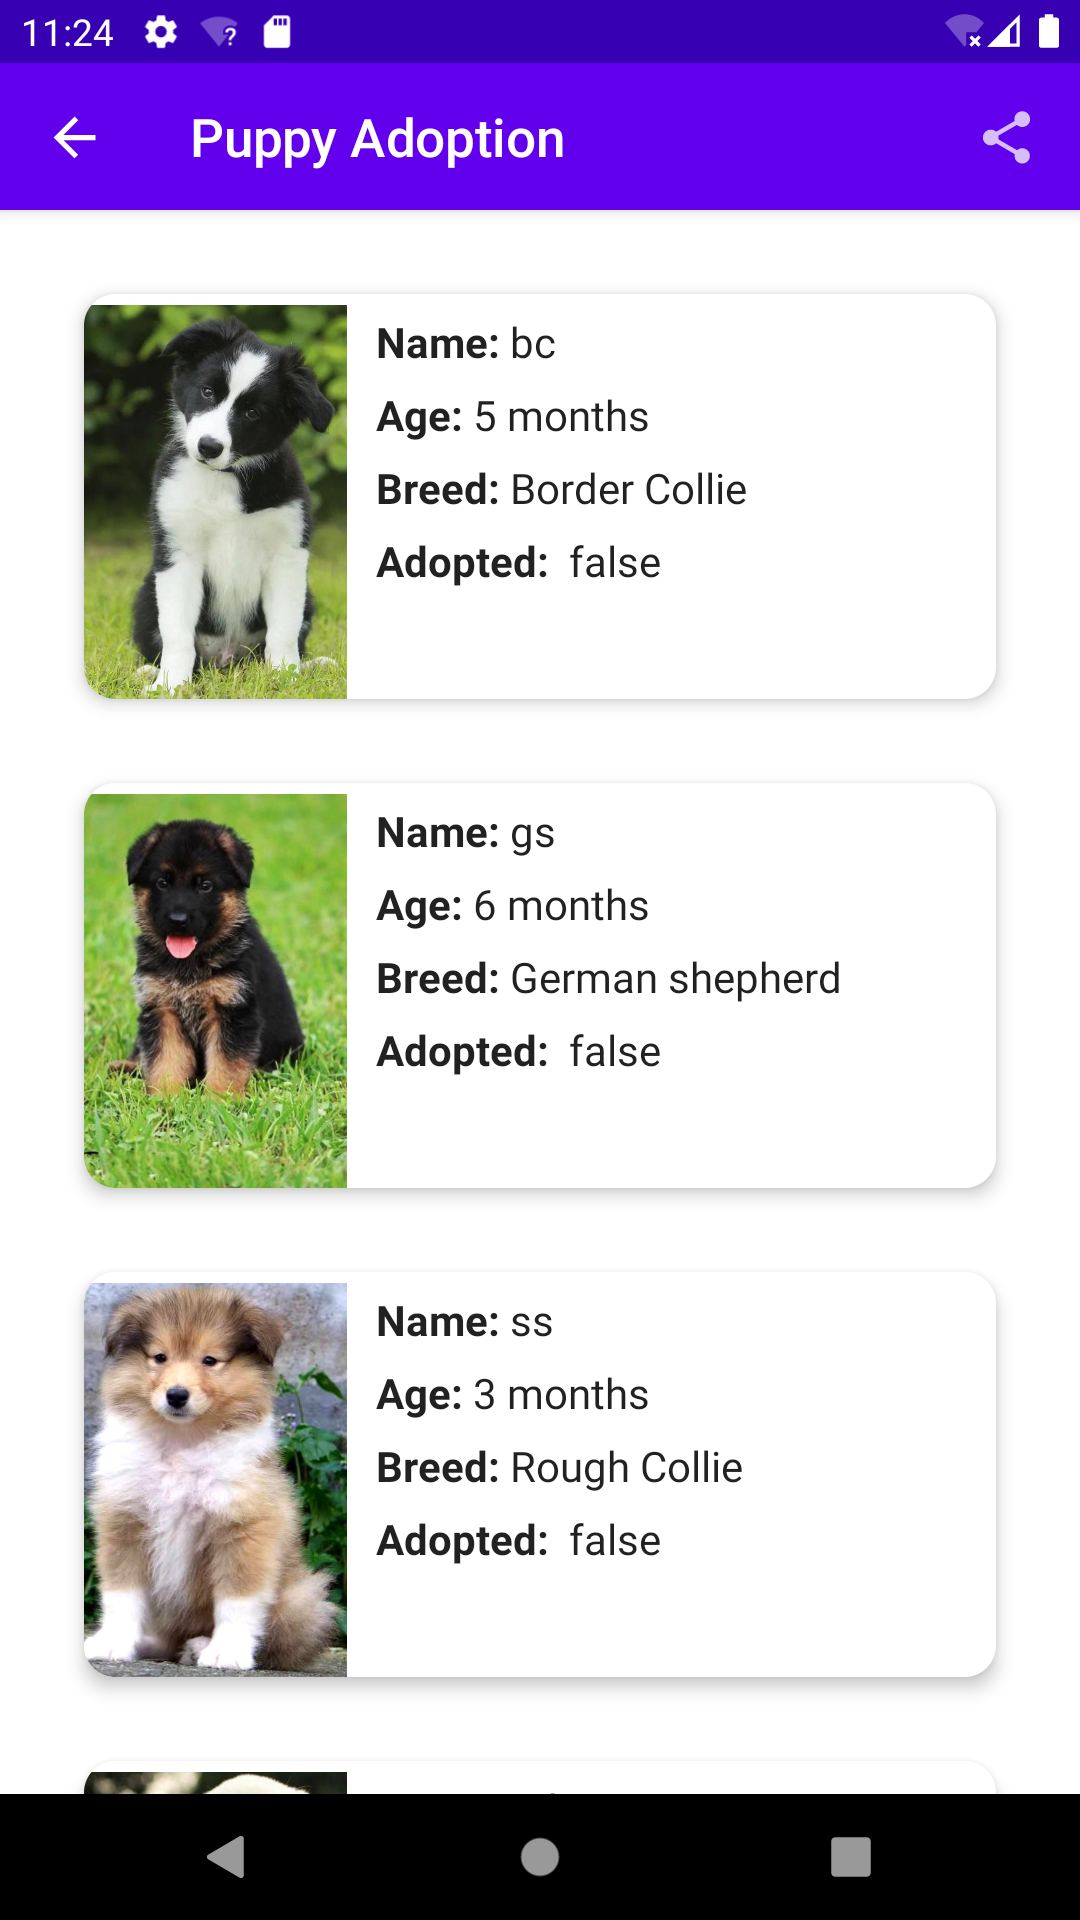 11:24
Puppy Adoption
Name: bc
Age: 5 months
Breed: Border Collie
Adopted: false
Name: gs
Age: 6 months
Breed: German shepherd
Adopted: false
Name: ss
Age: 3 months
Breed: Rough Collie
Adopted: false